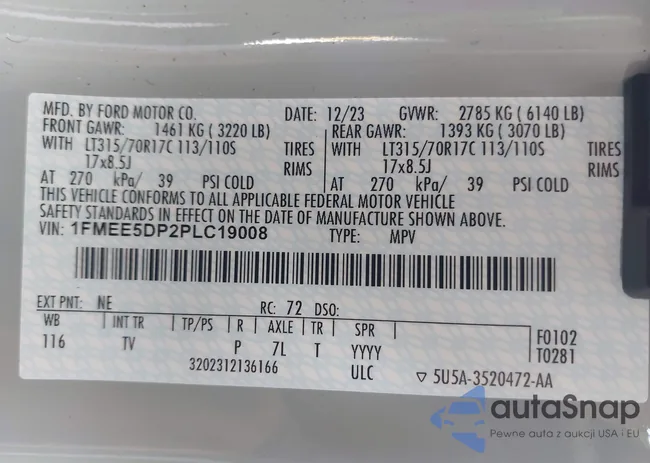 MFD. BY FORD MOTOR CO. DATE: 12/23 GVWR: 2785 KG ( 6140 LB)
FRONT GAWR: 1461 KG ( 3220 LB) REAR GAWR: 1393 KG ( 3070 LB)
WITH LT315/70R17C 113/110S TIRES WITH LT315/70R17C 113/110S TIRES
17x8.5J RIMS 17x8.5J RIMS
AT 270 kPa/ 39 PSI COLD AT 270 kPa/ 39 PSI COLD
THIS VEHICLE CONFORMS TO ALL APPLICABLE FEDERAL MOTOR VEHICLE
SAFETY STANDARDS IN EFFECT ON THE DATE OF MANUFACTURE SHOWN ABOVE.
VIN: 1FMEE5DP2PLC19008 TYPE: MPV
EXT PNT: NE RC: 72 DSO:
WB INT TR TP/PS R AXLE TR SPR F0102
116 TV P 7L T YYYY T0281
3202312136166 ULC ▽ 5U5A-3520472-AA
autaSnap
Pewne auta z aukcji USA i EU